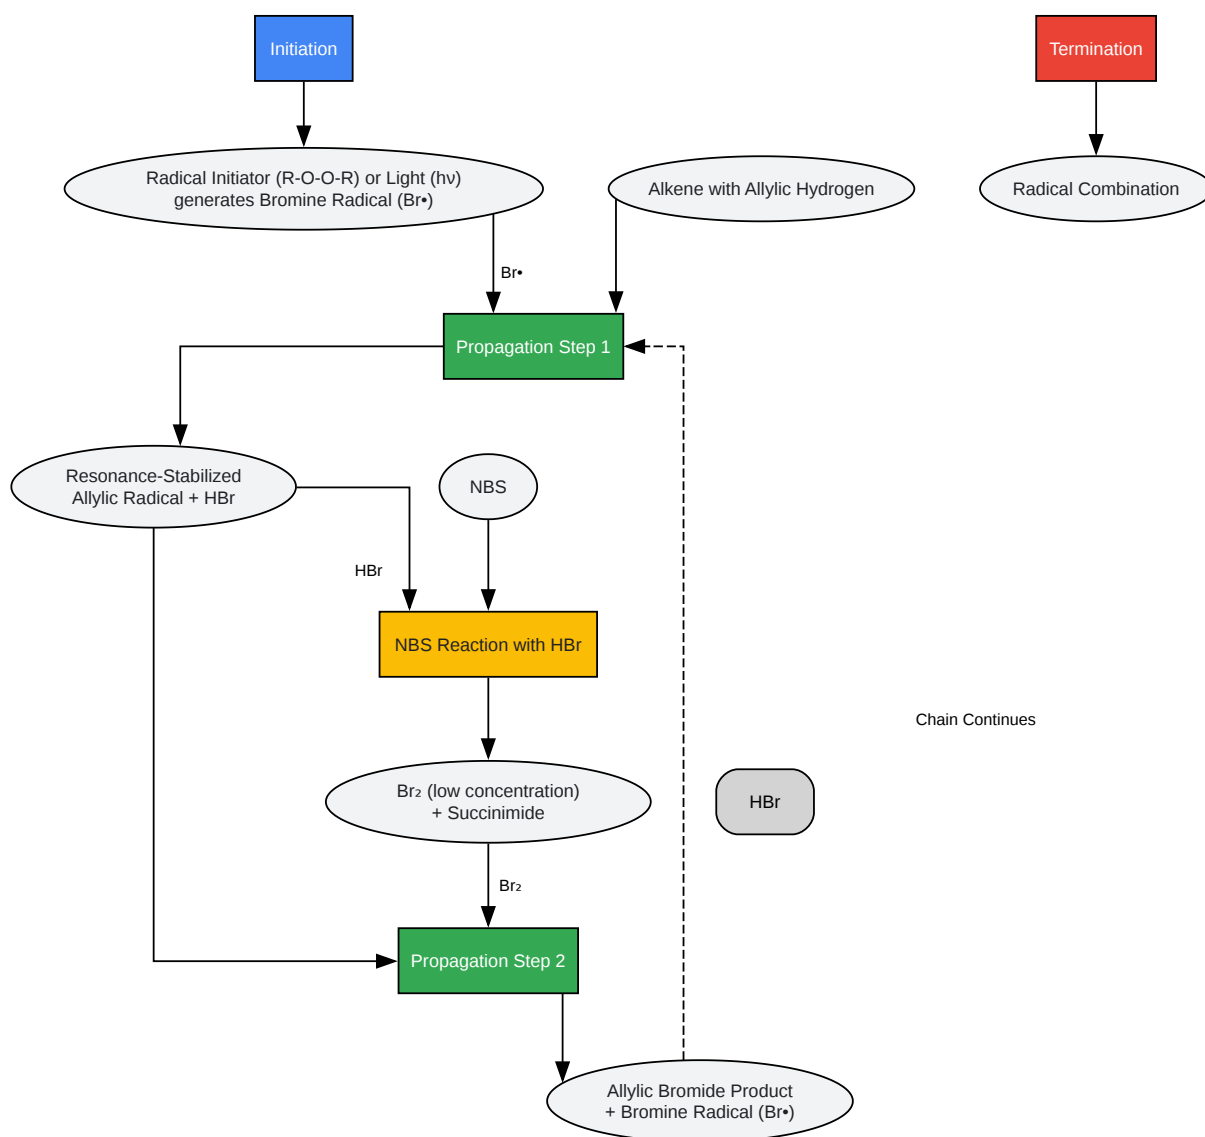 Initiation
Termination
Radical Initiator (R-O-O-R) or Light (hν)
generates Bromine Radical (Br•)
Alkene with Allylic Hydrogen
Radical Combination
Br•
Propagation Step 1
Resonance-Stabilized
Allylic Radical + HBr
NBS
HBr
NBS Reaction with HBr
Chain Continues
Br₂ (low concentration)
+ Succinimide
HBr
Br₂
Propagation Step 2
Allylic Bromide Product
+ Bromine Radical (Br•)